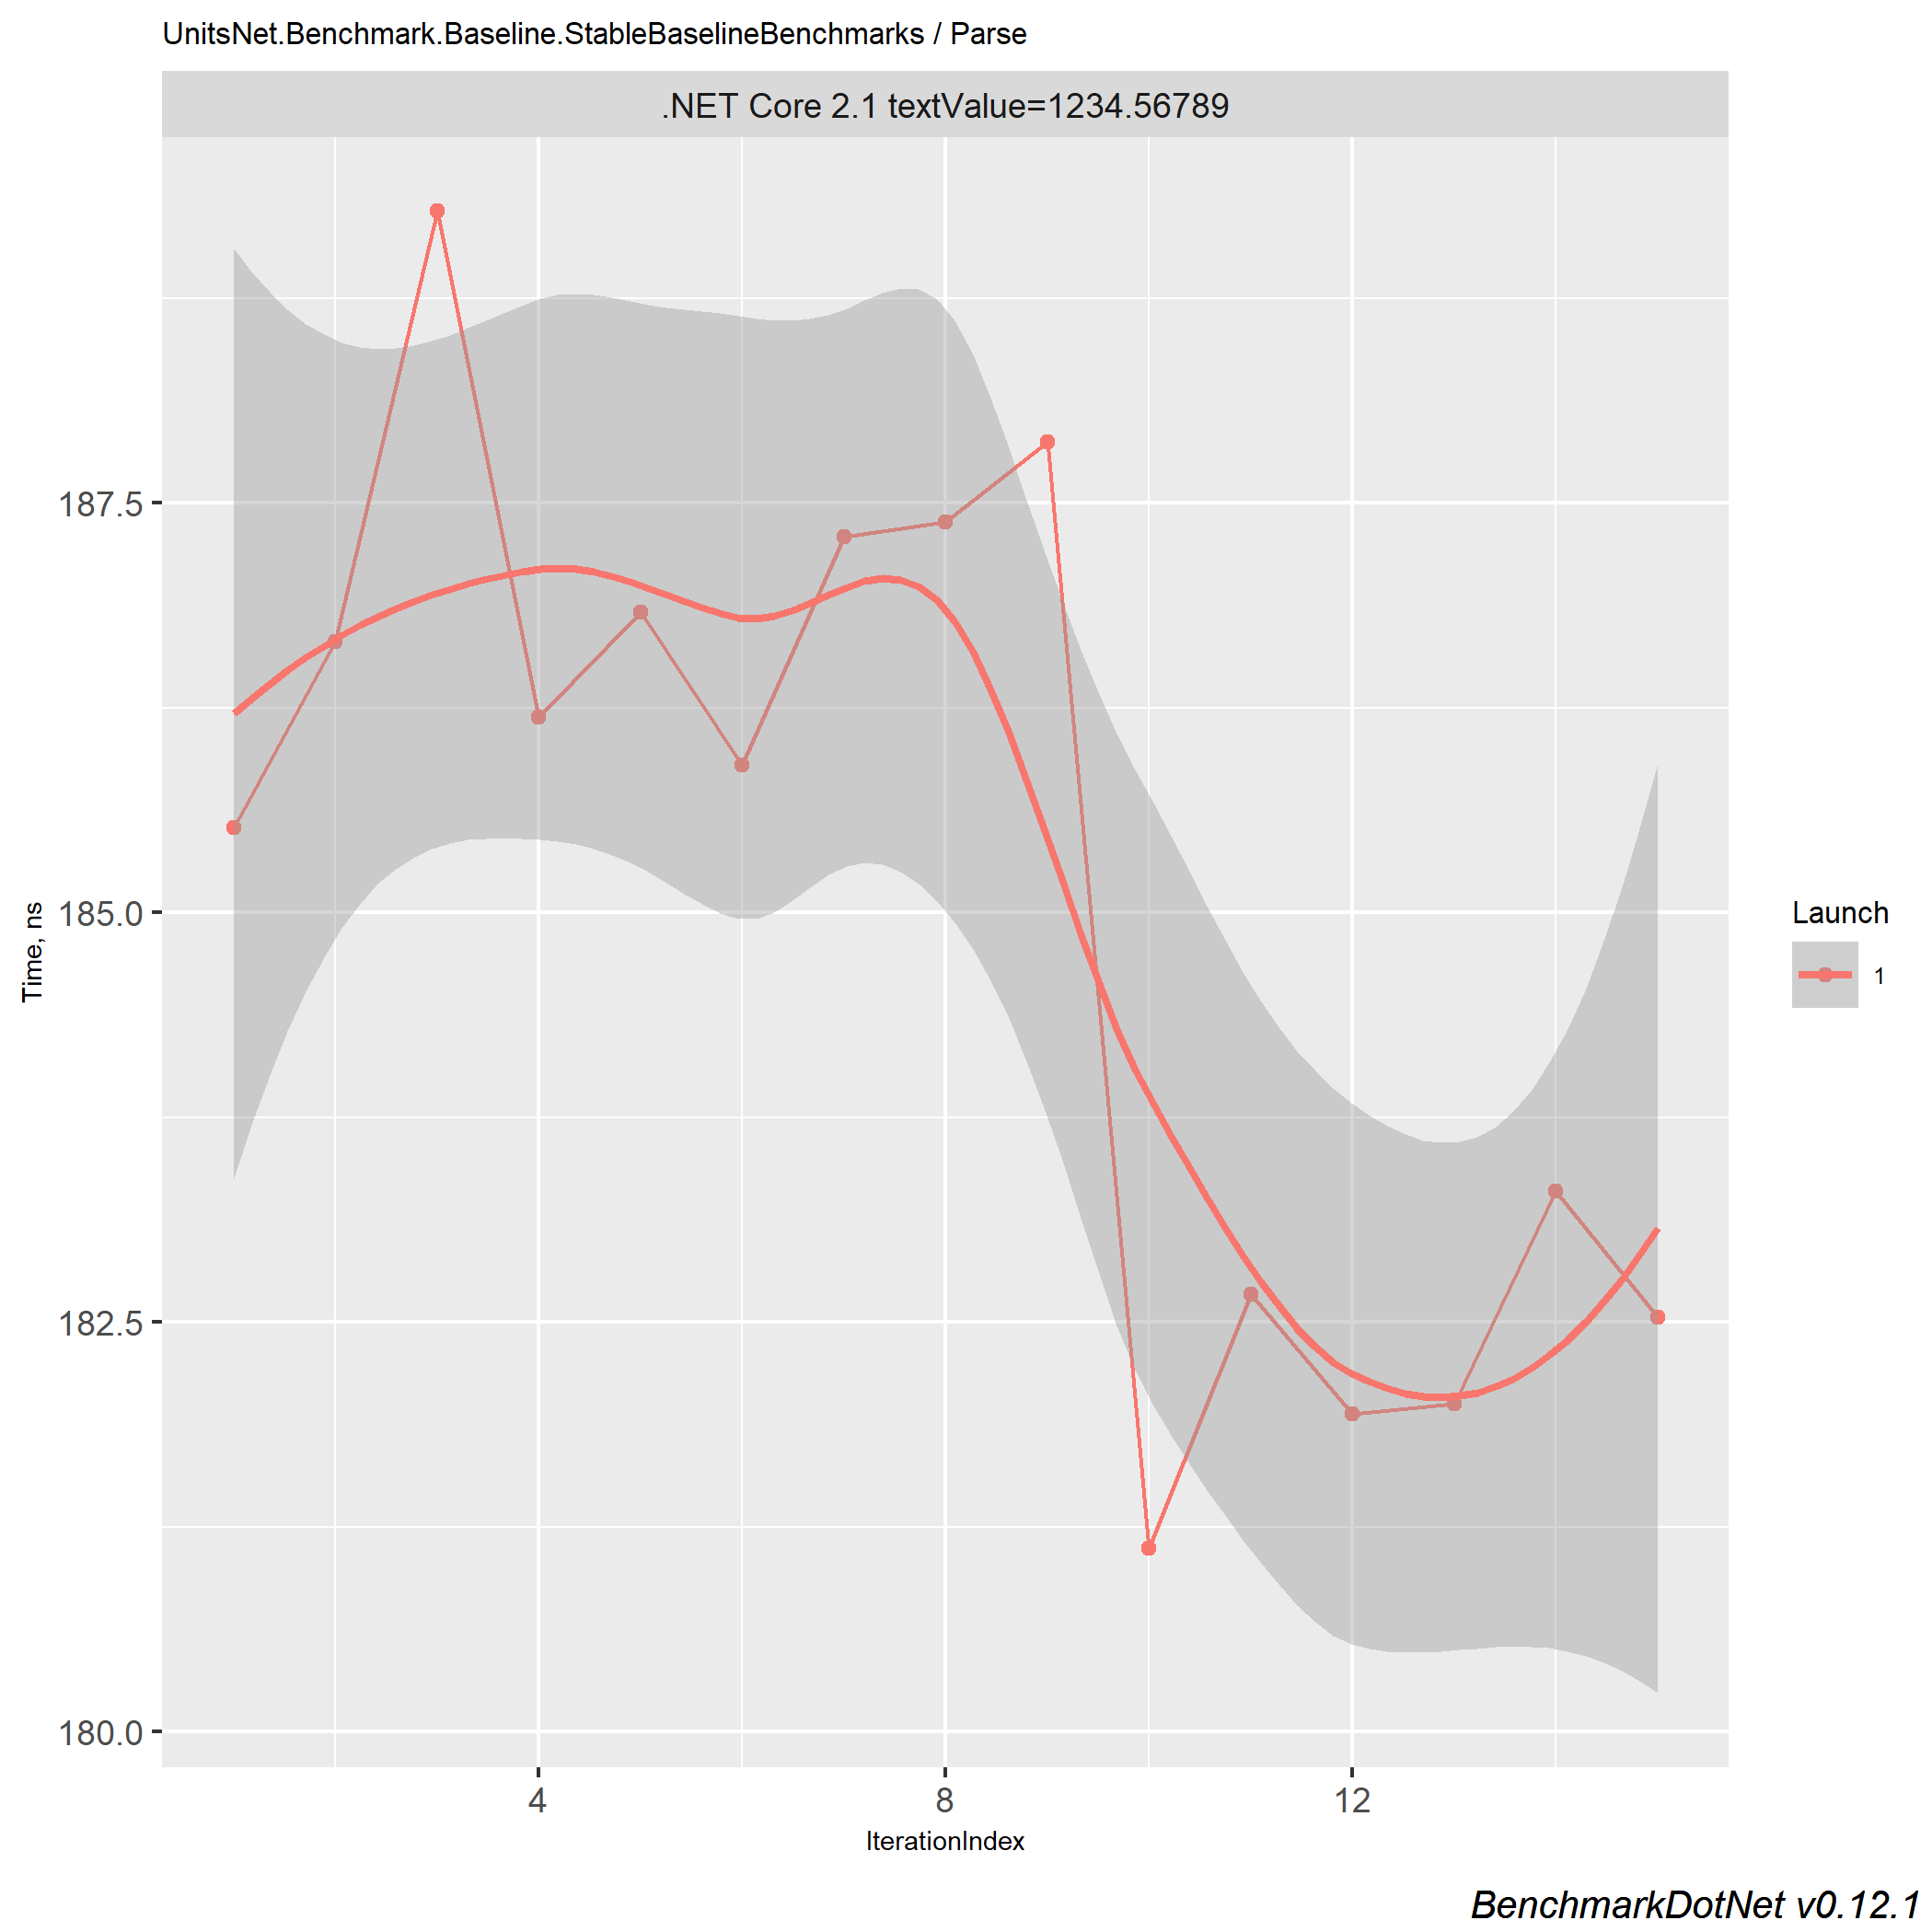 UnitsNet.Benchmark.Baseline.StableBaselineBenchmarks / Parse
.NET Core 2.1 textValue=1234.56789
187.5
185.0
182.5
180.0
Time, ns
4 8 12
IterationIndex
Launch
1
BenchmarkDotNet v0.12.1